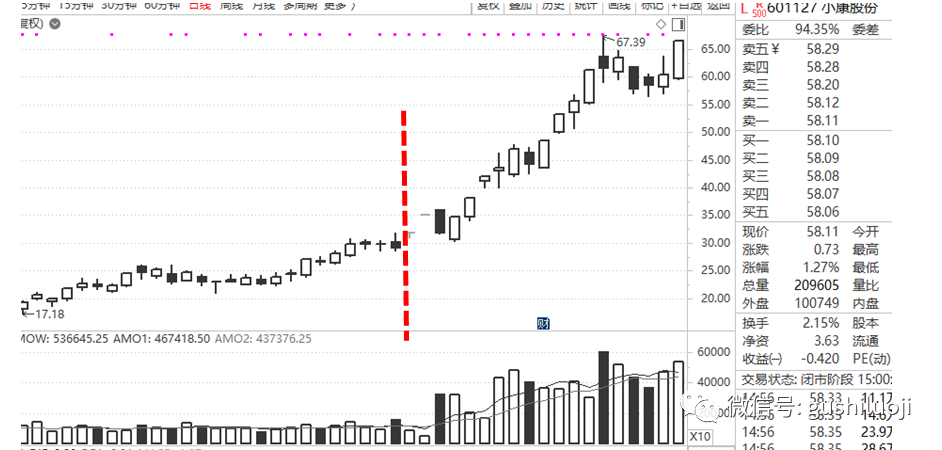 5分钟 15分钟 30分钟 60分钟 日线 周线 月线 多周期 更多 〉 复权 叠加 历史 统计 画线 标记 +自选 返回
复权)
67.39
65.00
60.00
55.00
50.00
45.00
40.00
35.00
30.00
25.00
20.00
←17.18
财
MOW: 536645.25 AMO1: 467418.50 AMO2: 437376.25
60000
40000
X10
L R 500 601127 小康股份
委比 94.35% 委差
卖五 ¥ 58.29
卖四 58.28
卖三 58.20
卖二 58.12
卖一 58.11
买一 58.10
买二 58.09
买三 58.08
买四 58.07
买五 58.06
现价 58.11 今开
涨跌 0.73 最高
涨幅 1.27% 最低
总量 209605 量比
外盘 100749 内盘
换手 2.15% 股本
净资 3.63 流通
收益(一) -0.420 PE(动)
交易状态: 闭市阶段 15:00:
14:56 58.33 11.17
微信号: gushiluoji
14:56 58.35 23.97
14:56 58.35 28.67